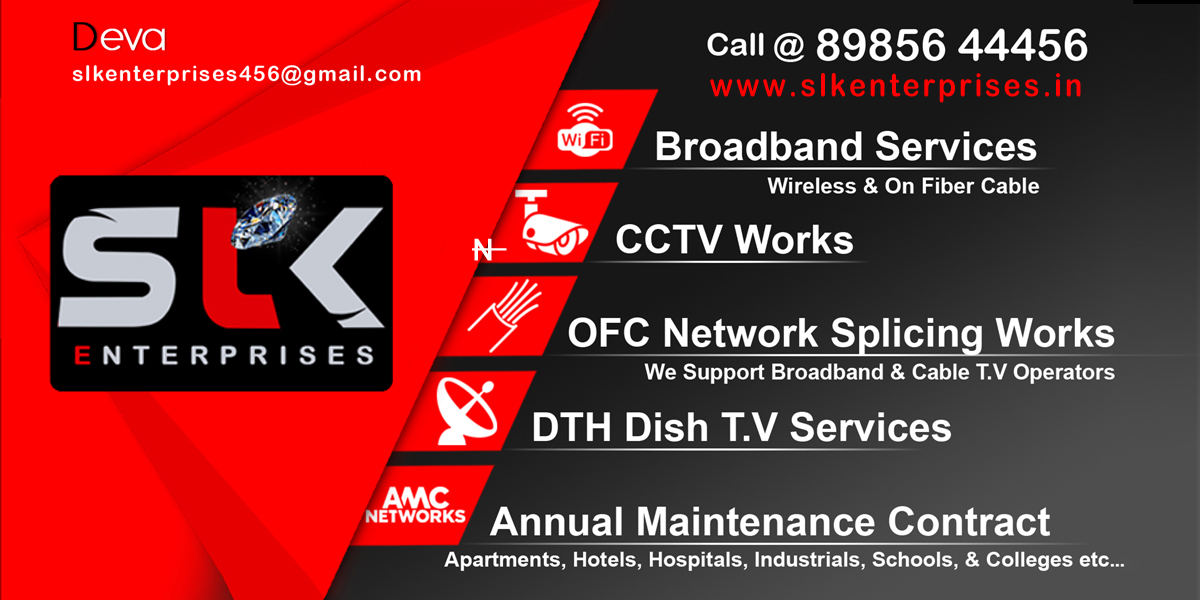 Deva
slkenterprises456@gmail.com
Call @ 89856 44456
www.slkenterprises.in
SLK
ENTERPRISES
WiFi
Broadband Services
Wireless & On Fiber Cable
N
CCTV Works
OFC Network Splicing Works
We Support Broadband & Cable T.V Operators
DTH Dish T.V Services
AMC
NETWORKS
Annual Maintenance Contract
Apartments, Hotels, Hospitals, Industrials, Schools, & Colleges etc...